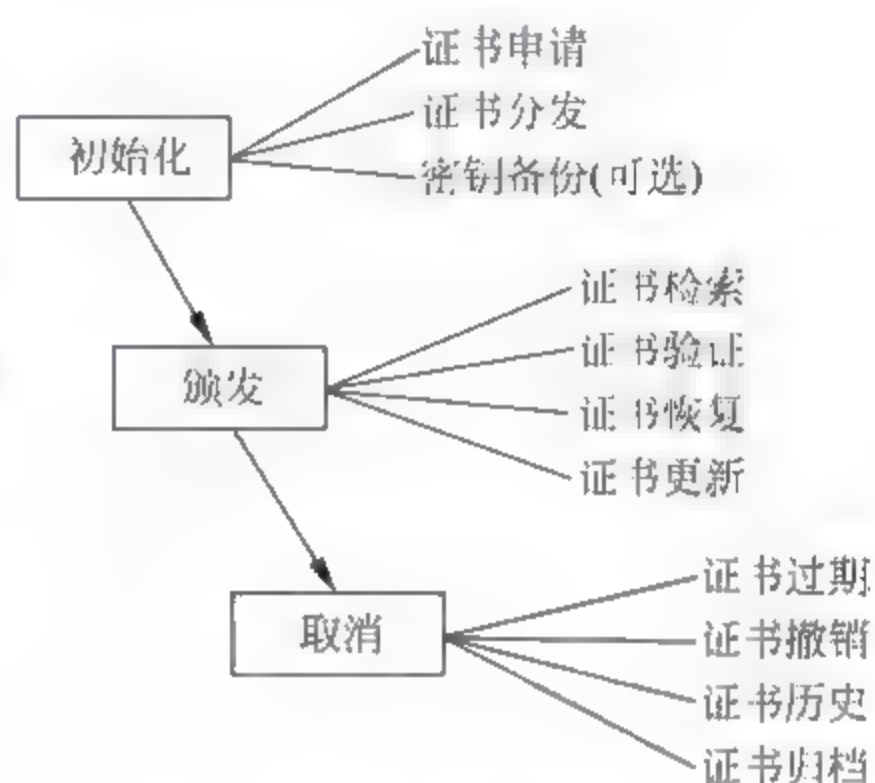 证书申请
证书分发
初始化
密钥备份(可选)
证书检索
证书验证
颁发
证书恢复
证书更新
证书过期
取消
证书撤销
证书历史
证书归档